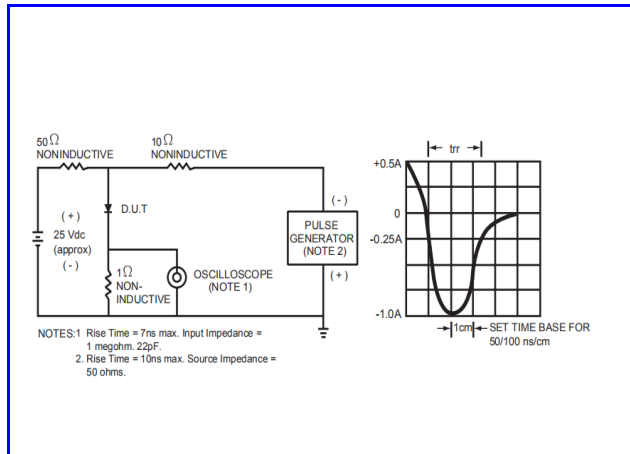 50Ω
NONINDUCTIVE
10Ω
NONINDUCTIVE
(+)
25 Vdc
(approx)
(-)
D.U.T
1Ω
NON-
INDUCTIVE
OSCILLOSCOPE
(NOTE 1)
(-)
PULSE
GENERATOR
(NOTE 2)
(+)
trr
+0.5A
0
-0.25A
-1.0A
1cm
SET TIME BASE FOR
50/100 ns/cm
NOTES:1 Rise Time = 7ns max. Input Impedance =
1 megohm. 22pF.
2. Rise Time = 10ns max. Source Impedance =
50 ohms.